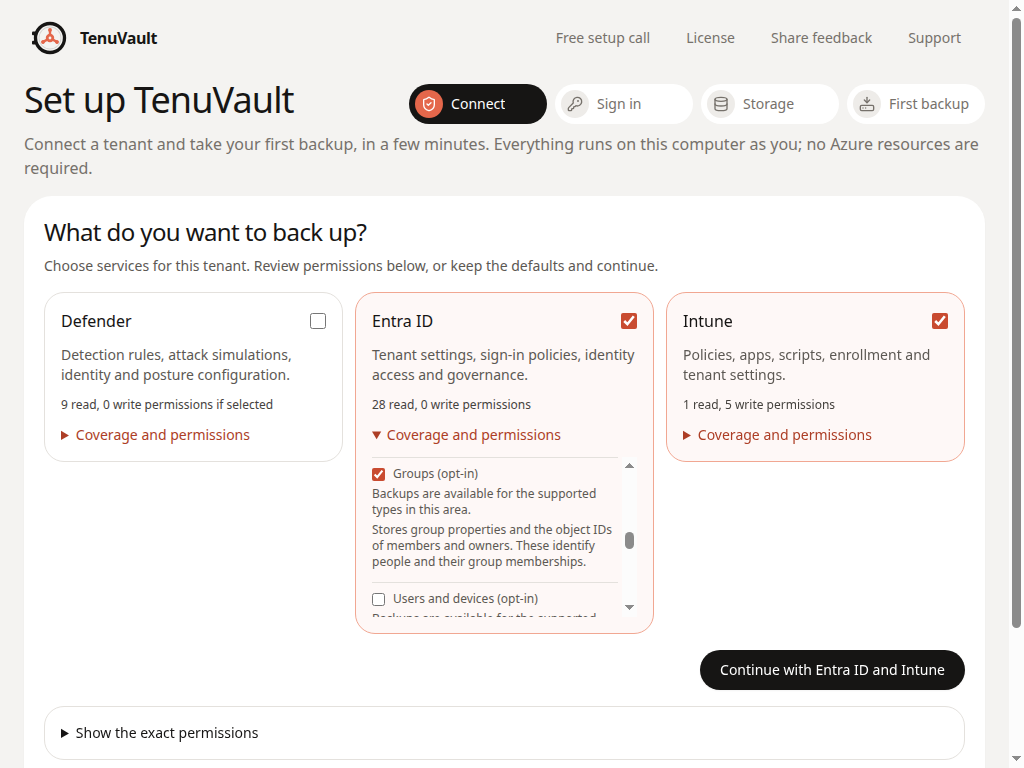 TenuVault
Free setup call
License
Share feedback
Support
Set up TenuVault
Connect
Sign in
Storage
First backup
Connect a tenant and take your first backup, in a few minutes. Everything runs on this computer as you; no Azure resources are
required.
What do you want to back up?
Choose services for this tenant. Review permissions below, or keep the defaults and continue.
Defender
Detection rules, attack simulations,
identity and posture configuration.
9 read, 0 write permissions if selected
Coverage and permissions
Entra ID
Tenant settings, sign-in policies, identity
access and governance.
28 read, 0 write permissions
Coverage and permissions
Groups (opt-in)
Backups are available for the supported
types in this area.
Stores group properties and the object IDs
of members and owners. These identify
people and their group memberships.
Users and devices (opt-in)
Backups are available for the supported
Intune
Policies, apps, scripts, enrollment and
tenant settings.
1 read, 5 write permissions
Coverage and permissions
Continue with Entra ID and Intune
Show the exact permissions